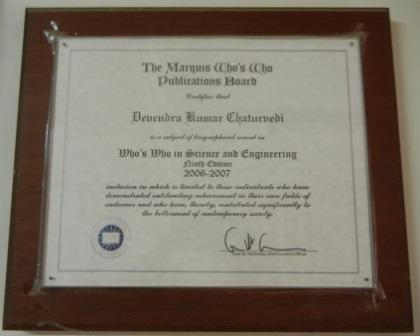 The Marquis Who's Who
Publications Board
Certifies that
Devendra Kumar Chaturvedi
is a subject of biographical record in
Who's Who in Science and Engineering
Ninth Edition
2006-2007
inclusion in which is limited to those individuals who have
demonstrated outstanding achievement in their own fields of
endeavor and who have, thereby, contributed significantly to
the betterment of contemporary society.
Chief Executive Officer